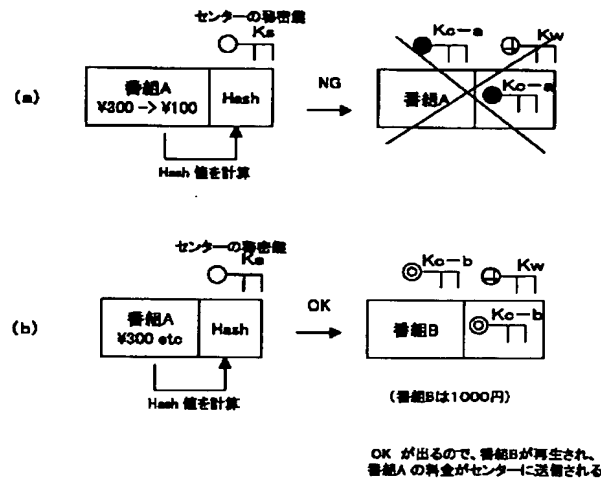 センターの秘密鍵
Ks
Kc-a
Kw
(a)
番組A
¥300 -> ¥100
Hash
NG
番組A
Kc-a
Hash 値を計算
センターの秘密鍵
Ks
Kc-b
Kw
(b)
番組A
¥300 etc
Hash
OK
番組B
Kc-b
Hash 値を計算
(番組Bは1000円)
OK が出るので、番組Bが再生され、
番組A の料金がセンターに送信される